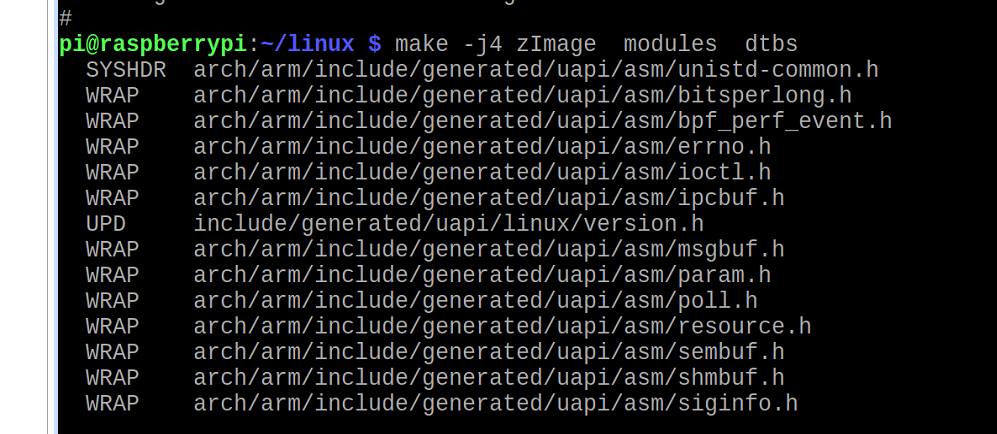 #
pi@raspberrypi:~/linux $ make -j4 zImage  modules  dtbs
  SYSHDR  arch/arm/include/generated/uapi/asm/unistd-common.h
  WRAP    arch/arm/include/generated/uapi/asm/bitsperlong.h
  WRAP    arch/arm/include/generated/uapi/asm/bpf_perf_event.h
  WRAP    arch/arm/include/generated/uapi/asm/errno.h
  WRAP    arch/arm/include/generated/uapi/asm/ioctl.h
  WRAP    arch/arm/include/generated/uapi/asm/ipcbuf.h
  UPD     include/generated/uapi/linux/version.h
  WRAP    arch/arm/include/generated/uapi/asm/msgbuf.h
  WRAP    arch/arm/include/generated/uapi/asm/param.h
  WRAP    arch/arm/include/generated/uapi/asm/poll.h
  WRAP    arch/arm/include/generated/uapi/asm/resource.h
  WRAP    arch/arm/include/generated/uapi/asm/sembuf.h
  WRAP    arch/arm/include/generated/uapi/asm/shmbuf.h
  WRAP    arch/arm/include/generated/uapi/asm/siginfo.h